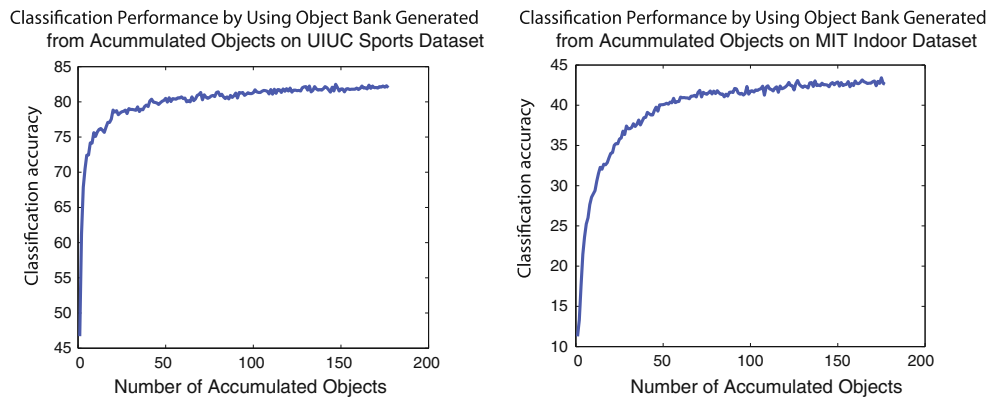 Classification Performance by Using Object Bank Generated
from Acummulated Objects on UIUC Sports Dataset
85
80
75
70
65
60
55
50
45
0 50 100 150 200
Classification accuracy
Number of Accumulated Objects
Classification Performance by Using Object Bank Generated
from Acummulated Objects on MIT Indoor Dataset
45
40
35
30
25
20
15
10
0 50 100 150 200
Classification accuracy
Number of Accumulated Objects